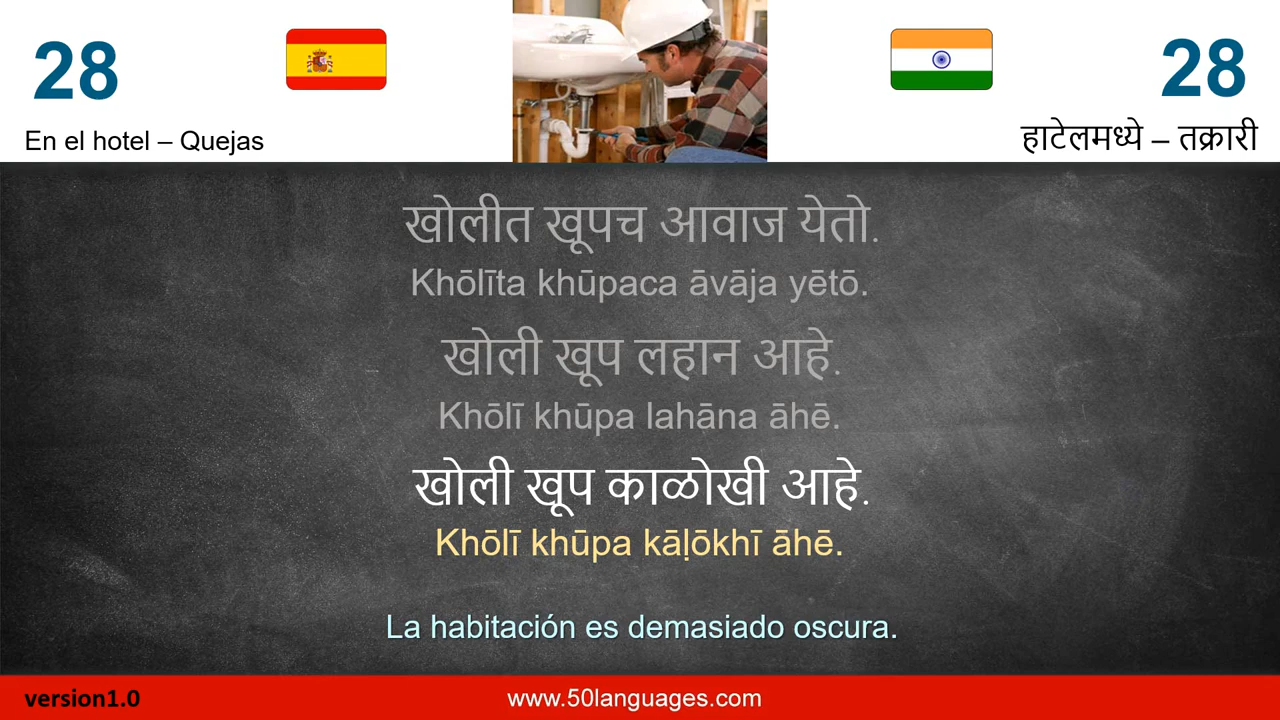 28
28
En el hotel – Quejas
हाटेलमध्ये – तक्रारी
खोलीत खूपच आवाज येतो.
Khōlīta khūpaca āvāja yētō.
खोली खूप लहान आहे.
Khōlī khūpa lahāna āhē.
खोली खूप काळोखी आहे.
Khōlī khūpa kāḷōkhī āhē.
La habitación es demasiado oscura.
version1.0
www.50languages.com